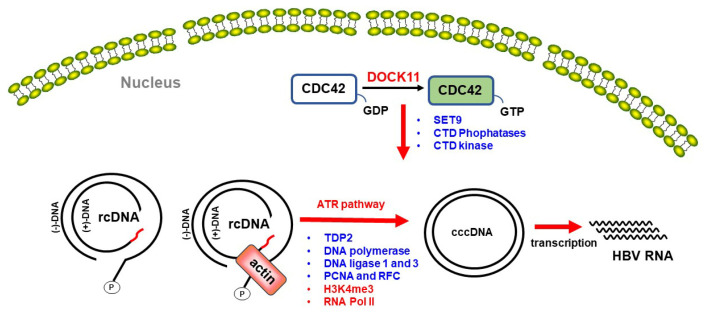 Nucleus
DOCK11
CDC42
CDC42
GDP
GTP
• SET9
• CTD Phophatases
• CTD kinase
(-)-DNA
(+)-DNA
rcDNA
P
(-)-DNA
(+)-DNA
rcDNA
actin
P
ATR pathway
• TDP2
• DNA polymerase
• DNA ligase 1 and 3
• PCNA and RFC
• H3K4me3
• RNA Pol II
cccDNA
transcription
HBV RNA